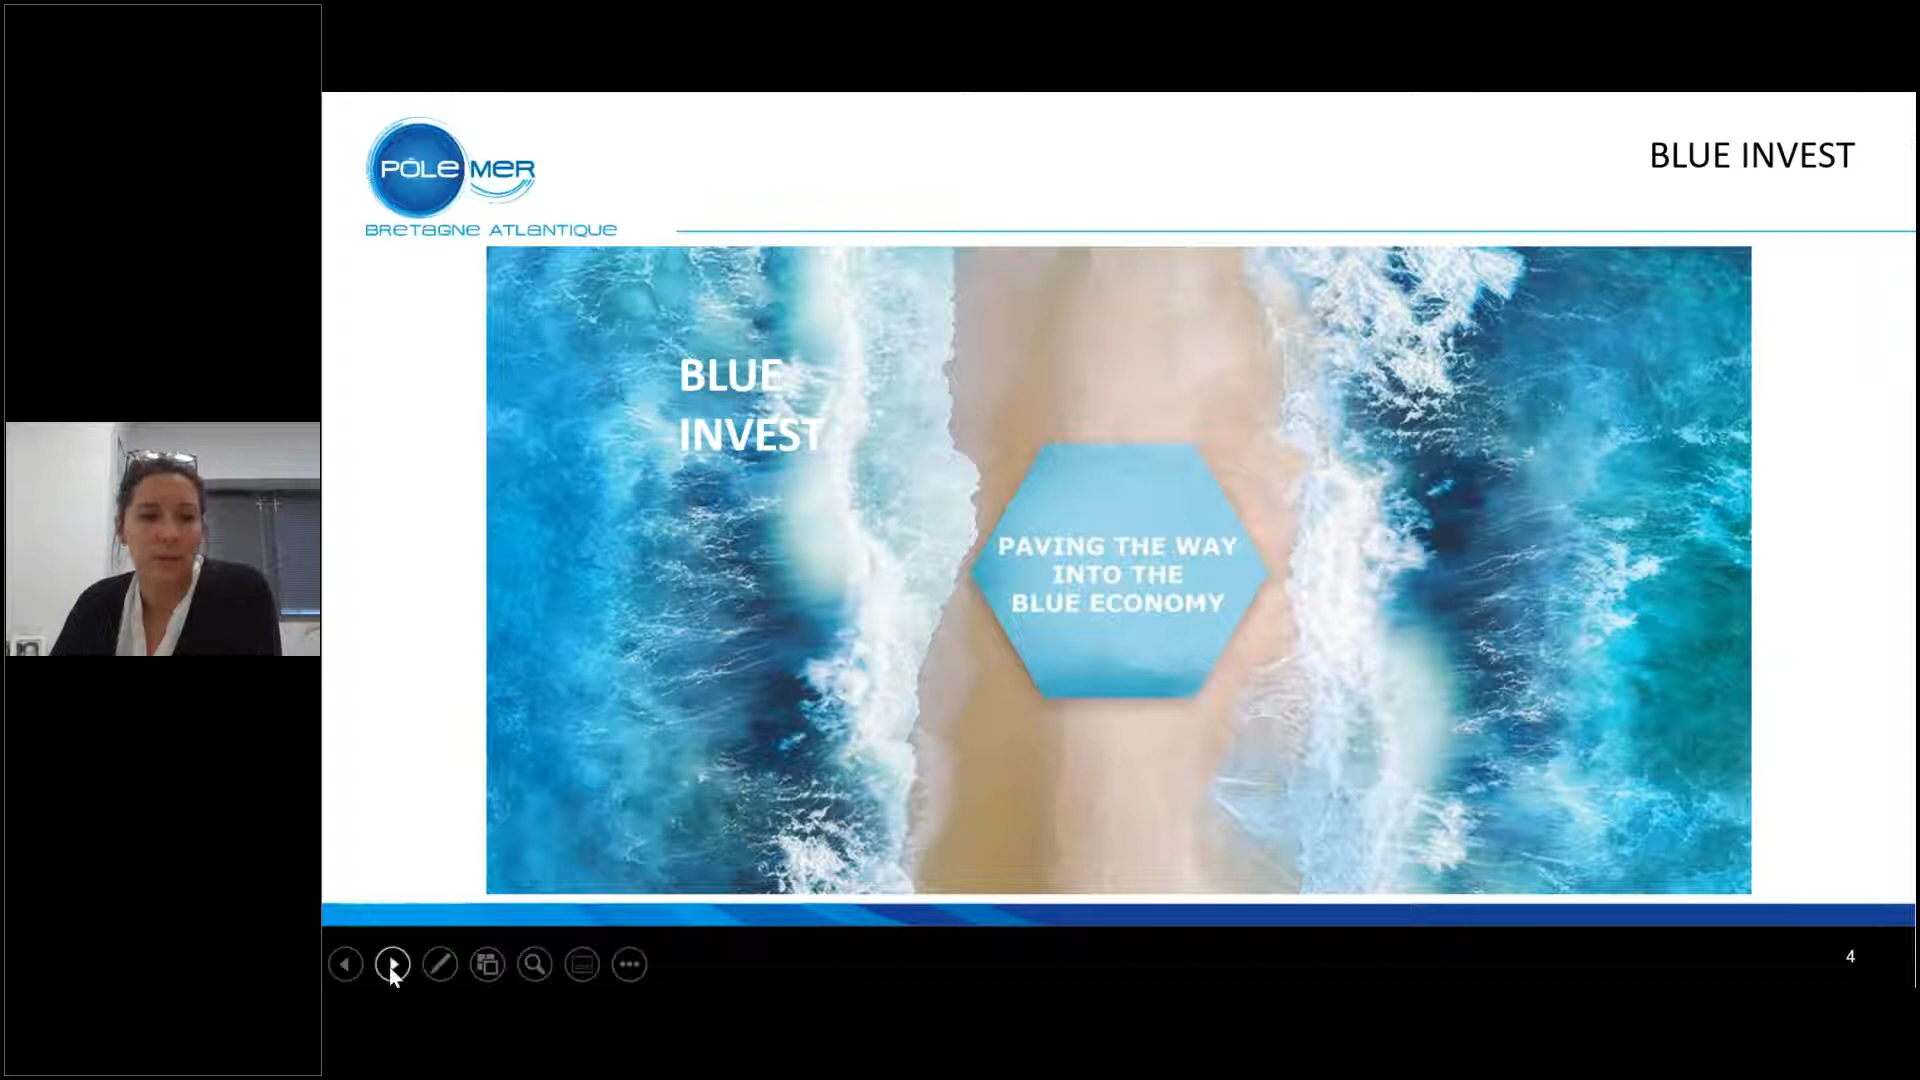 PÔLE MER
BRETAGNE ATLANTIQUE
BLUE INVEST
BLUE
INVEST
PAVING THE WAY
INTO THE
BLUE ECONOMY
4